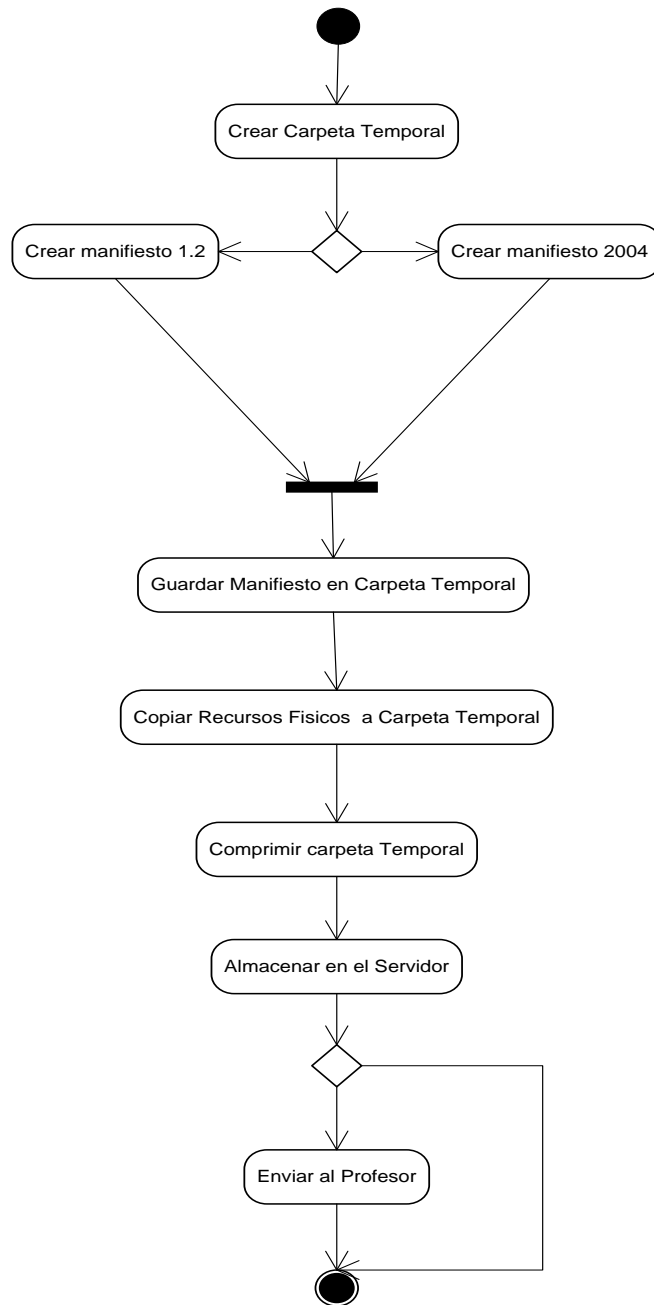 Crear Carpeta Temporal
Crear manifiesto 1.2
Crear manifiesto 2004
Guardar Manifiesto en Carpeta Temporal
Copiar Recursos Fisicos  a Carpeta Temporal
Comprimir carpeta Temporal
Almacenar en el Servidor
Enviar al Profesor